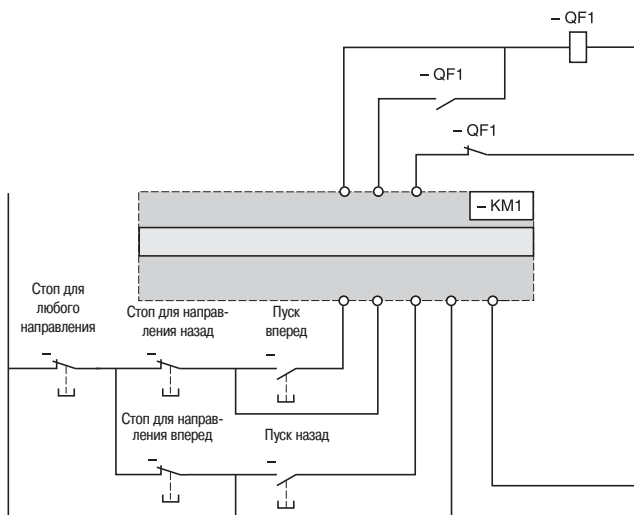 – QF1
– QF1
– QF1
– KM1
Стоп для
любого
направления
Стоп для направ-
ления назад
Пуск
вперед
Стоп для направ-
ления вперед
Пуск назад